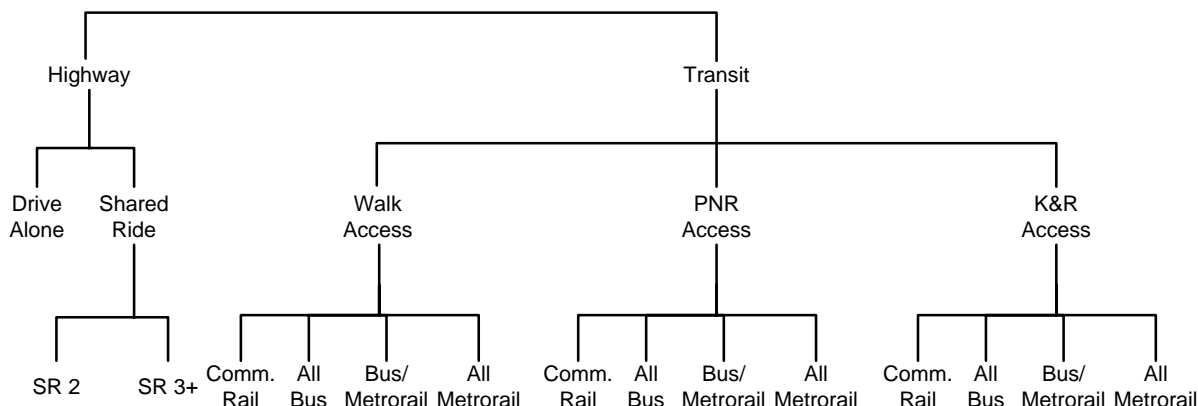 Highway
Transit
Drive
Alone
Shared
Ride
Walk
Access
PNR
Access
K&R
Access
SR 2
SR 3+
Comm.
Rail
All
Bus
Bus/
Metrorail
All
Metrorail
Comm.
Rail
All
Bus
Bus/
Metrorail
All
Metrorail
Comm.
Rail
All
Bus
Bus/
Metrorail
All
Metrorail